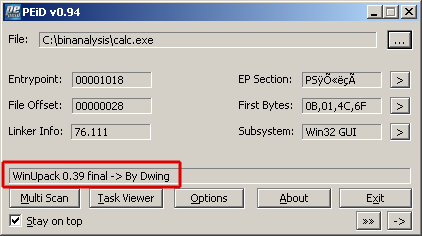 PEiD v0.94
File: C:\binanalysis\calc.exe ...
Entrypoint: 00001018 EP Section: PSÿÕ«ëçÃ >
File Offset: 00000028 First Bytes: 0B,01,4C,6F >
Linker Info: 76.111 Subsystem: Win32 GUI >
WinUpack 0.39 final -> By Dwing
Multi Scan Task Viewer Options About Exit
Stay on top »» ->